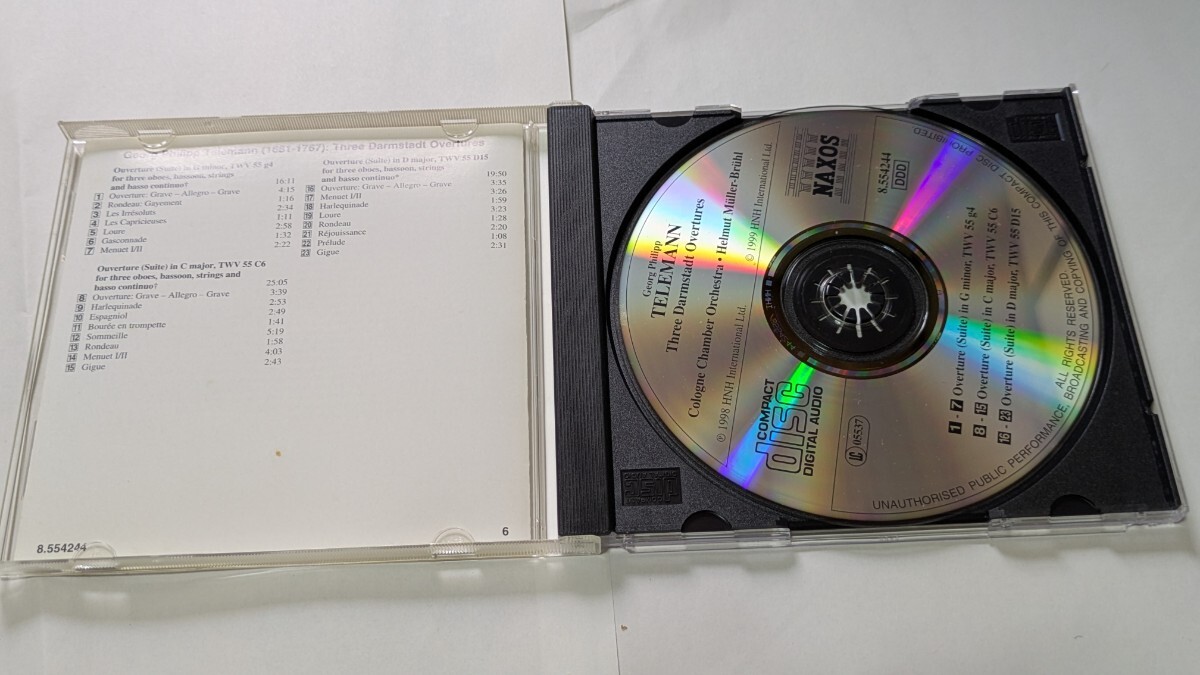 Georg Philipp Telemann (1681-1767): Three Darmstadt Overtures
Ouverture (Suite) in G minor, TWV 55 g4
for three oboes, bassoon, strings
and basso continuo† 16:11
1 Ouverture: Grave – Allegro – Grave 4:15
2 Rondeau: Gayement 1:16
3 Les Irrésoluts 2:34
4 Les Capricieuses 1:11
5 Loure 2:58
6 Gasconnade 1:32
7 Menuet I/II 2:22
Ouverture (Suite) in C major, TWV 55 C6
for three oboes, bassoon, strings and
basso continuo† 25:05
8 Ouverture: Grave – Allegro – Grave 3:39
9 Harlequinade 2:53
10 Espagniol 2:49
11 Bourée en trompette 1:41
12 Sommeille 5:19
13 Rondeau 1:58
14 Menuet I/II 4:03
15 Gigue 2:43
Ouverture (Suite) in D major, TWV 55 D15
for three oboes, bassoon, strings
and basso continuo* 19:50
16 Ouverture: Grave – Allegro – Grave 3:35
17 Menuet I/II 3:26
18 Harlequinade 1:59
19 Loure 3:23
20 Rondeau 1:28
21 Réjouissance 2:20
22 Prélude 1:08
23 Gigue 2:31
8.554244
6
NAXOS
8.554244
DDD
Georg Philipp
TELEMANN
Three Darmstadt Overtures
Cologne Chamber Orchestra • Helmut Müller-Brühl
℗ 1998 HNH International Ltd.
© 1999 HNH International Ltd.
COMPACT
disc
DIGITAL AUDIO
LC 05537
1 - 7 Overture (Suite) in G minor, TWV 55 g4
8 - 15 Overture (Suite) in C major, TWV 55 C6
16 - 23 Overture (Suite) in D major, TWV 55 D15
ALL RIGHTS RESERVED.
UNAUTHORISED PUBLIC PERFORMANCE, BROADCASTING AND COPYING OF THIS COMPACT DISC PROHIBITED.